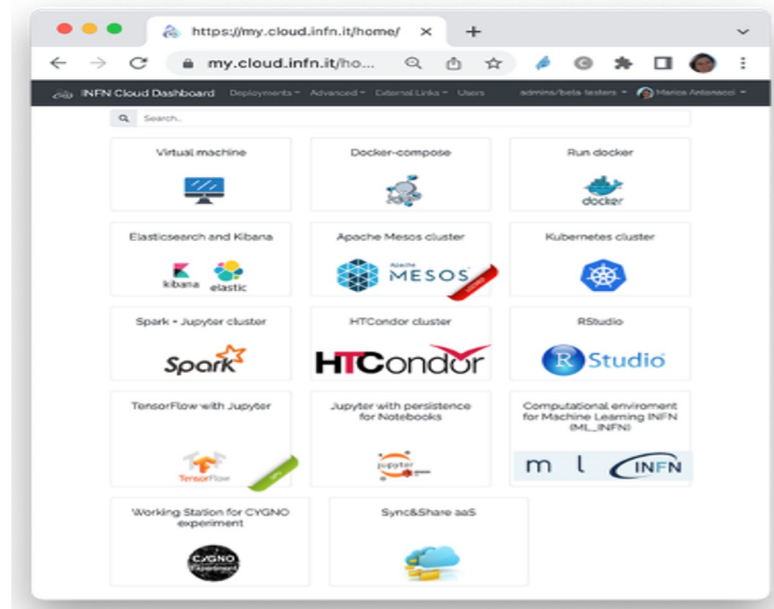 https://my.cloud.infn.it/home/
my.cloud.infn.it/ho...
INFN Cloud Dashboard Deployments Advanced External Links Users admins/beta-testers Marica Antonacci
Search..
Virtual machine
Docker-compose
Run docker
docker
Elasticsearch and Kibana
Apache Mesos cluster
Kubernetes cluster
kibana
elastic
Apache
MESOS
Spark + Jupyter cluster
HTCondor cluster
RStudio
Spark
HTCondor
R Studio
TensorFlow with Jupyter
Jupyter with persistence
for Notebooks
Computational enviroment
for Machine Learning INFN
(ML_INFN)
TensorFlow
jupyter
m l INFN
Working Station for CYGNO
experiment
Sync&Share aaS
CYGNO
Experiment